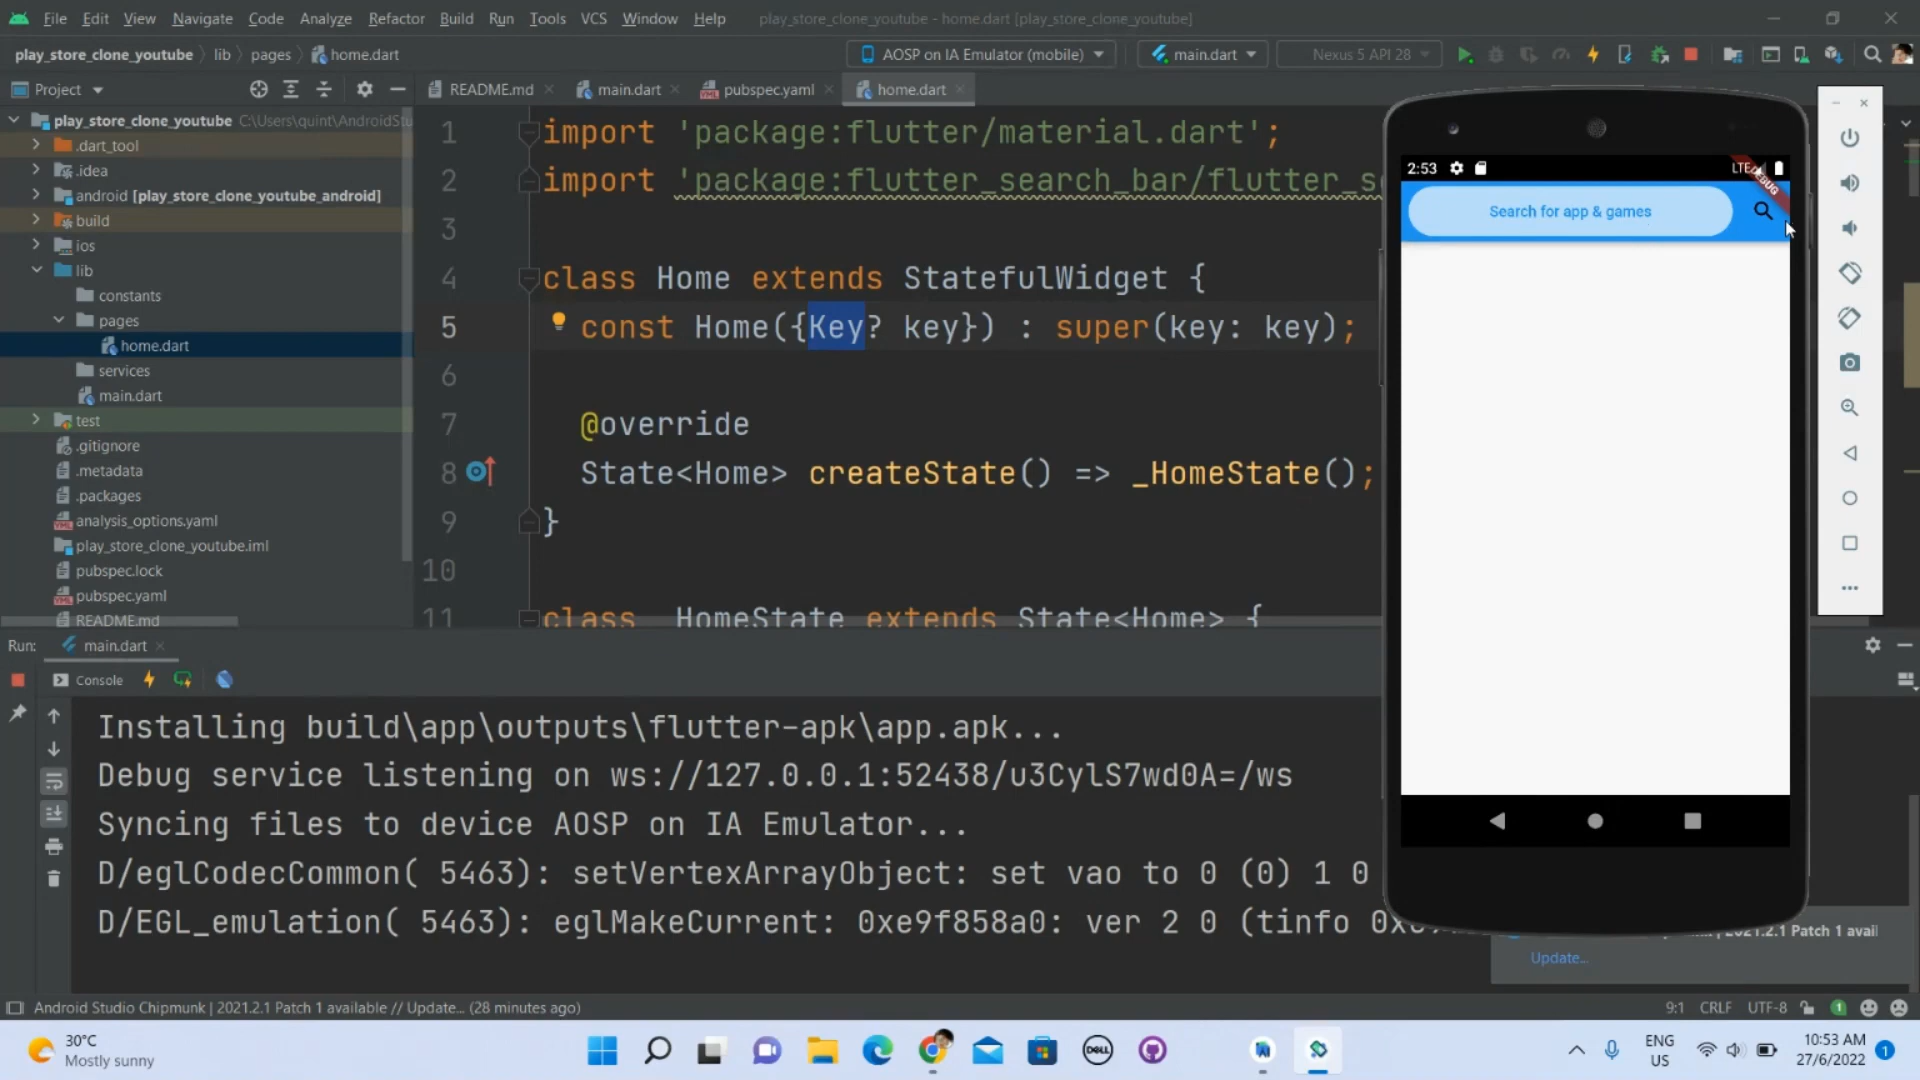 File Edit View Navigate Code Analyze Refactor Build Run Tools VCS Window Help play_store_clone_youtube - home.dart [play_store_clone_youtube]
play_store_clone_youtube lib pages home.dart AOSP on IA Emulator (mobile) main.dart Nexus 5 API 28
Project README.md main.dart pubspec.yaml home.dart
play_store_clone_youtube C:\Users\quint\AndroidStu
.dart_tool
.idea
android [play_store_clone_youtube_android]
build
ios
lib
constants
pages
home.dart
services
main.dart
test
.gitignore
.metadata
.packages
analysis_options.yaml
play_store_clone_youtube.iml
pubspec.lock
pubspec.yaml
README.md
1 import 'package:flutter/material.dart';
2 import 'package:flutter_search_bar/flutter_se
3
4 class Home extends StatefulWidget {
5 const Home({Key? key}) : super(key: key);
6
7 @override
8 State<Home> createState() => _HomeState();
9 }
10
11 class _HomeState extends State<Home> {
2:53 LTE DEBUG
Search for app & games
Run: main.dart
Console
Installing build\app\outputs\flutter-apk\app.apk...
Debug service listening on ws://127.0.0.1:52438/u3CylS7wd0A=/ws
Syncing files to device AOSP on IA Emulator...
D/eglCodecCommon( 5463): setVertexArrayObject: set vao to 0 (0) 1 0
D/EGL_emulation( 5463): eglMakeCurrent: 0xe9f858a0: ver 2 0 (tinfo
2021.2.1 Patch 1 avail
Update...
Android Studio Chipmunk | 2021.2.1 Patch 1 available // Update... (28 minutes ago) 9:1 CRLF UTF-8 1
30°C
Mostly sunny
DELL
ENG
US
10:53 AM
27/6/2022
1